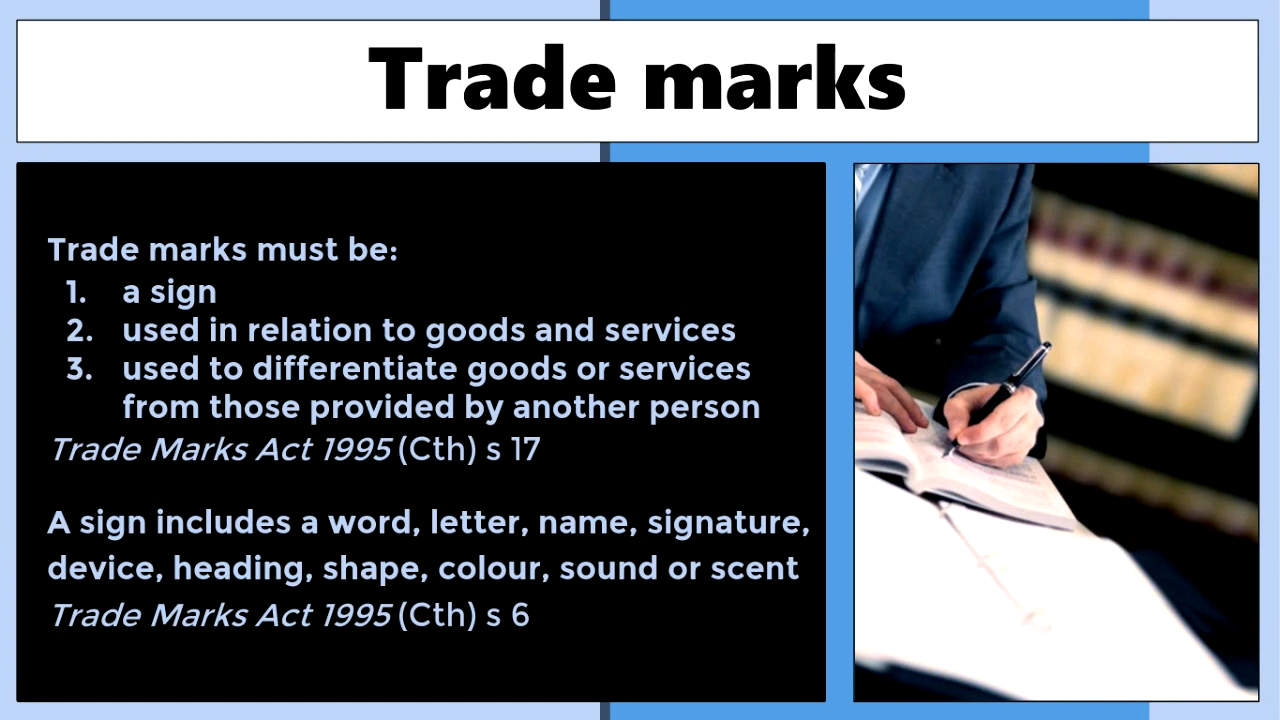 Trade marks
Trade marks must be:
1. a sign
2. used in relation to goods and services
3. used to differentiate goods or services
from those provided by another person
Trade Marks Act 1995 (Cth) s 17
A sign includes a word, letter, name, signature,
device, heading, shape, colour, sound or scent
Trade Marks Act 1995 (Cth) s 6